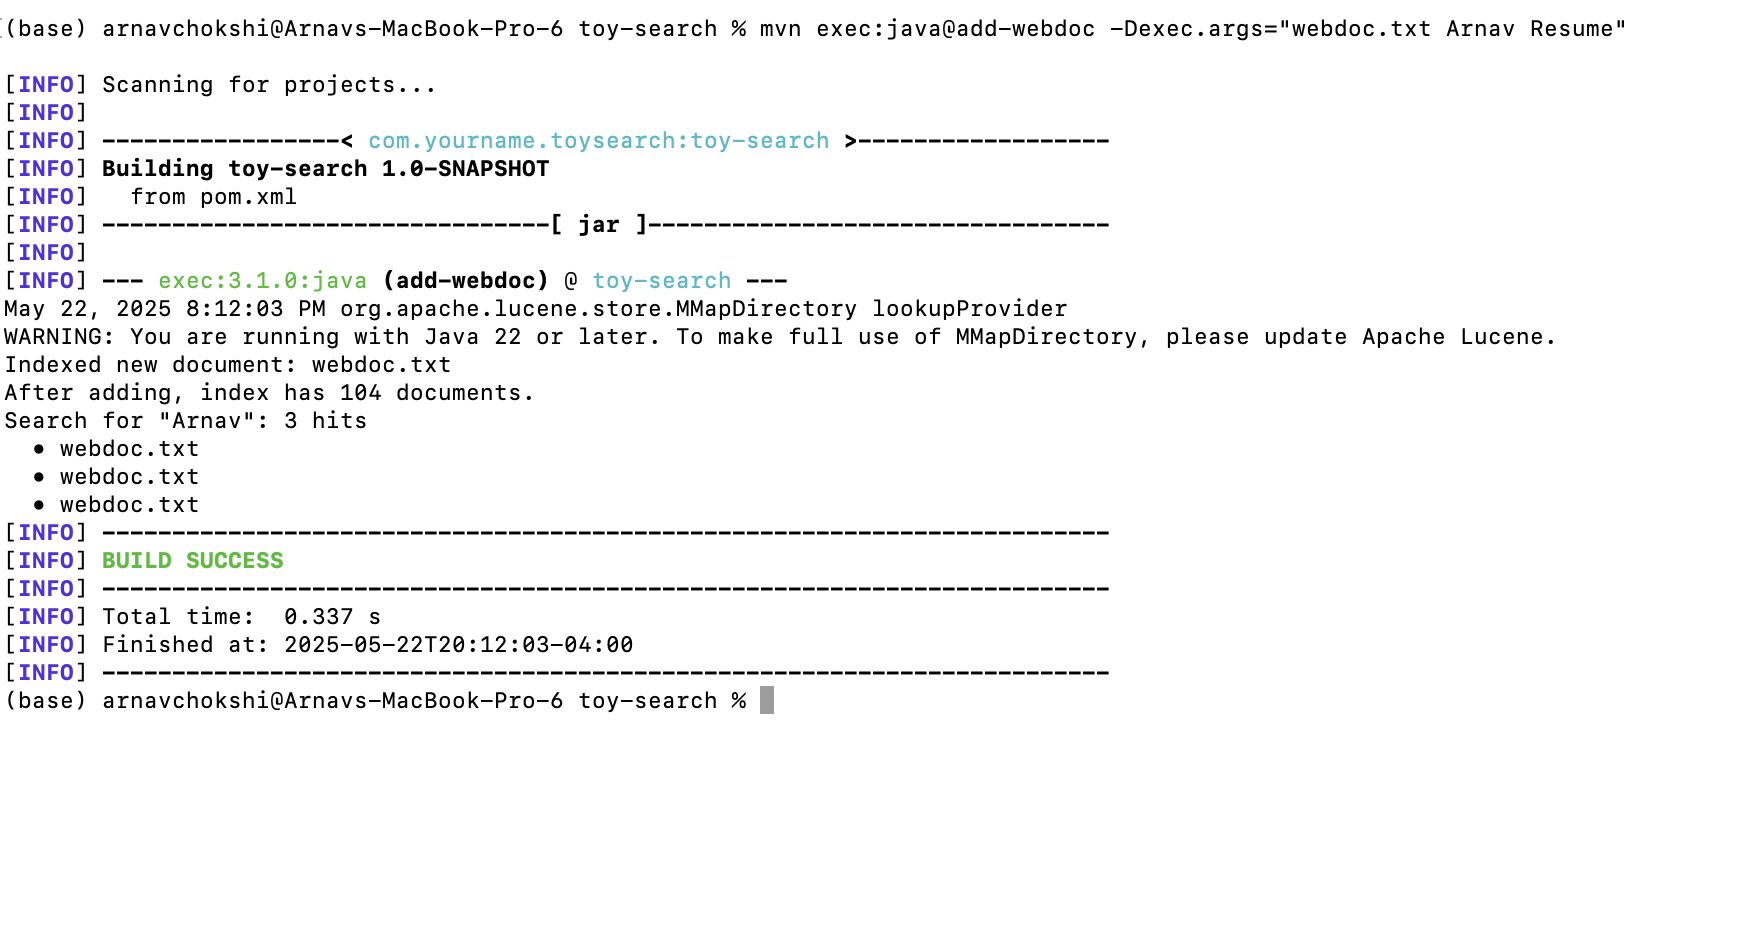 (base) arnavchokshi@Arnavs-MacBook-Pro-6 toy-search % mvn exec:java@add-webdoc -Dexec.args="webdoc.txt Arnav Resume"
[INFO] Scanning for projects...
[INFO]
[INFO] -----------------< com.yourname.toysearch:toy-search >------------------
[INFO] Building toy-search 1.0-SNAPSHOT
[INFO]   from pom.xml
[INFO] --------------------------------[ jar ]---------------------------------
[INFO]
[INFO] --- exec:3.1.0:java (add-webdoc) @ toy-search ---
May 22, 2025 8:12:03 PM org.apache.lucene.store.MMapDirectory lookupProvider
WARNING: You are running with Java 22 or later. To make full use of MMapDirectory, please update Apache Lucene.
Indexed new document: webdoc.txt
After adding, index has 104 documents.
Search for "Arnav": 3 hits
  • webdoc.txt
  • webdoc.txt
  • webdoc.txt
[INFO] ------------------------------------------------------------------------
[INFO] BUILD SUCCESS
[INFO] ------------------------------------------------------------------------
[INFO] Total time:  0.337 s
[INFO] Finished at: 2025-05-22T20:12:03-04:00
[INFO] ------------------------------------------------------------------------
(base) arnavchokshi@Arnavs-MacBook-Pro-6 toy-search %